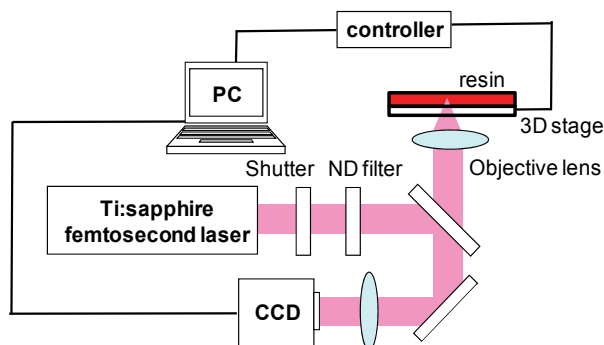 controller
resin
PC
3D stage
Shutter
ND filter
Objective lens
Ti:sapphire
femtosecond laser
CCD